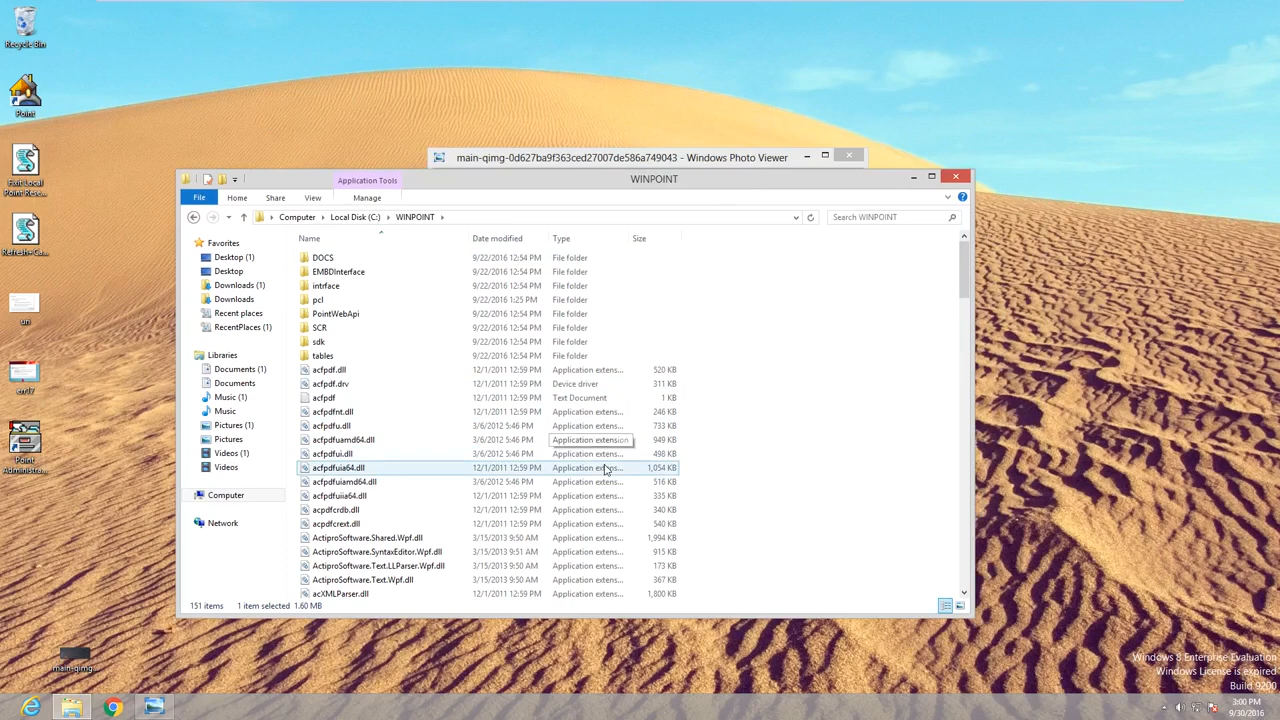 Recycle Bin
Point
Fixit Local
Point Rese...
Refresh+Ca...
uri
err17
Point
Administra...
main-qimg...
main-qimg-0d627ba9f363ced27007de586a749043 - Windows Photo Viewer
Application Tools
WINPOINT
File
Home
Share
View
Manage
Computer
Local Disk (C:)
WINPOINT
Search WINPOINT
Favorites
Desktop (1)
Desktop
Downloads (1)
Downloads
Recent places
RecentPlaces (1)
Libraries
Documents (1)
Documents
Music (1)
Music
Pictures (1)
Pictures
Videos (1)
Videos
Computer
Network
Name Date modified Type Size
DOCS 9/22/2016 12:54 PM File folder
EMBDInterface 9/22/2016 12:54 PM File folder
intrface 9/22/2016 12:54 PM File folder
pcl 9/22/2016 1:25 PM File folder
PointWebApi 9/22/2016 12:54 PM File folder
SCR 9/22/2016 12:54 PM File folder
sdk 9/22/2016 12:54 PM File folder
tables 9/22/2016 12:54 PM File folder
acfpdf.dll 12/1/2011 12:59 PM Application extens... 520 KB
acfpdf.drv 12/1/2011 12:59 PM Device driver 311 KB
acfpdf 12/1/2011 12:59 PM Text Document 1 KB
acfpdfnt.dll 12/1/2011 12:59 PM Application extens... 246 KB
acfpdfu.dll 3/6/2012 5:46 PM Application extens... 733 KB
acfpdfuamd64.dll 3/6/2012 5:46 PM Application extension 949 KB
acfpdfui.dll 3/6/2012 5:46 PM Application extens... 498 KB
acfpdfuia64.dll 12/1/2011 12:59 PM Application extens... 1,054 KB
acfpdfuiamd64.dll 3/6/2012 5:46 PM Application extens... 516 KB
acfpdfuiia64.dll 12/1/2011 12:59 PM Application extens... 335 KB
acpdfcrdb.dll 12/1/2011 12:59 PM Application extens... 340 KB
acpdfcrext.dll 12/1/2011 12:59 PM Application extens... 540 KB
ActiproSoftware.Shared.Wpf.dll 3/15/2013 9:50 AM Application extens... 1,994 KB
ActiproSoftware.SyntaxEditor.Wpf.dll 3/15/2013 9:51 AM Application extens... 915 KB
ActiproSoftware.Text.LLParser.Wpf.dll 3/15/2013 9:50 AM Application extens... 173 KB
ActiproSoftware.Text.Wpf.dll 3/15/2013 9:50 AM Application extens... 367 KB
acXMLParser.dll 12/1/2011 12:59 PM Application extens... 1,800 KB
151 items 1 item selected 1.60 MB
Windows 8 Enterprise Evaluation
Windows License is expired
Build 9200
3:00 PM
9/30/2016